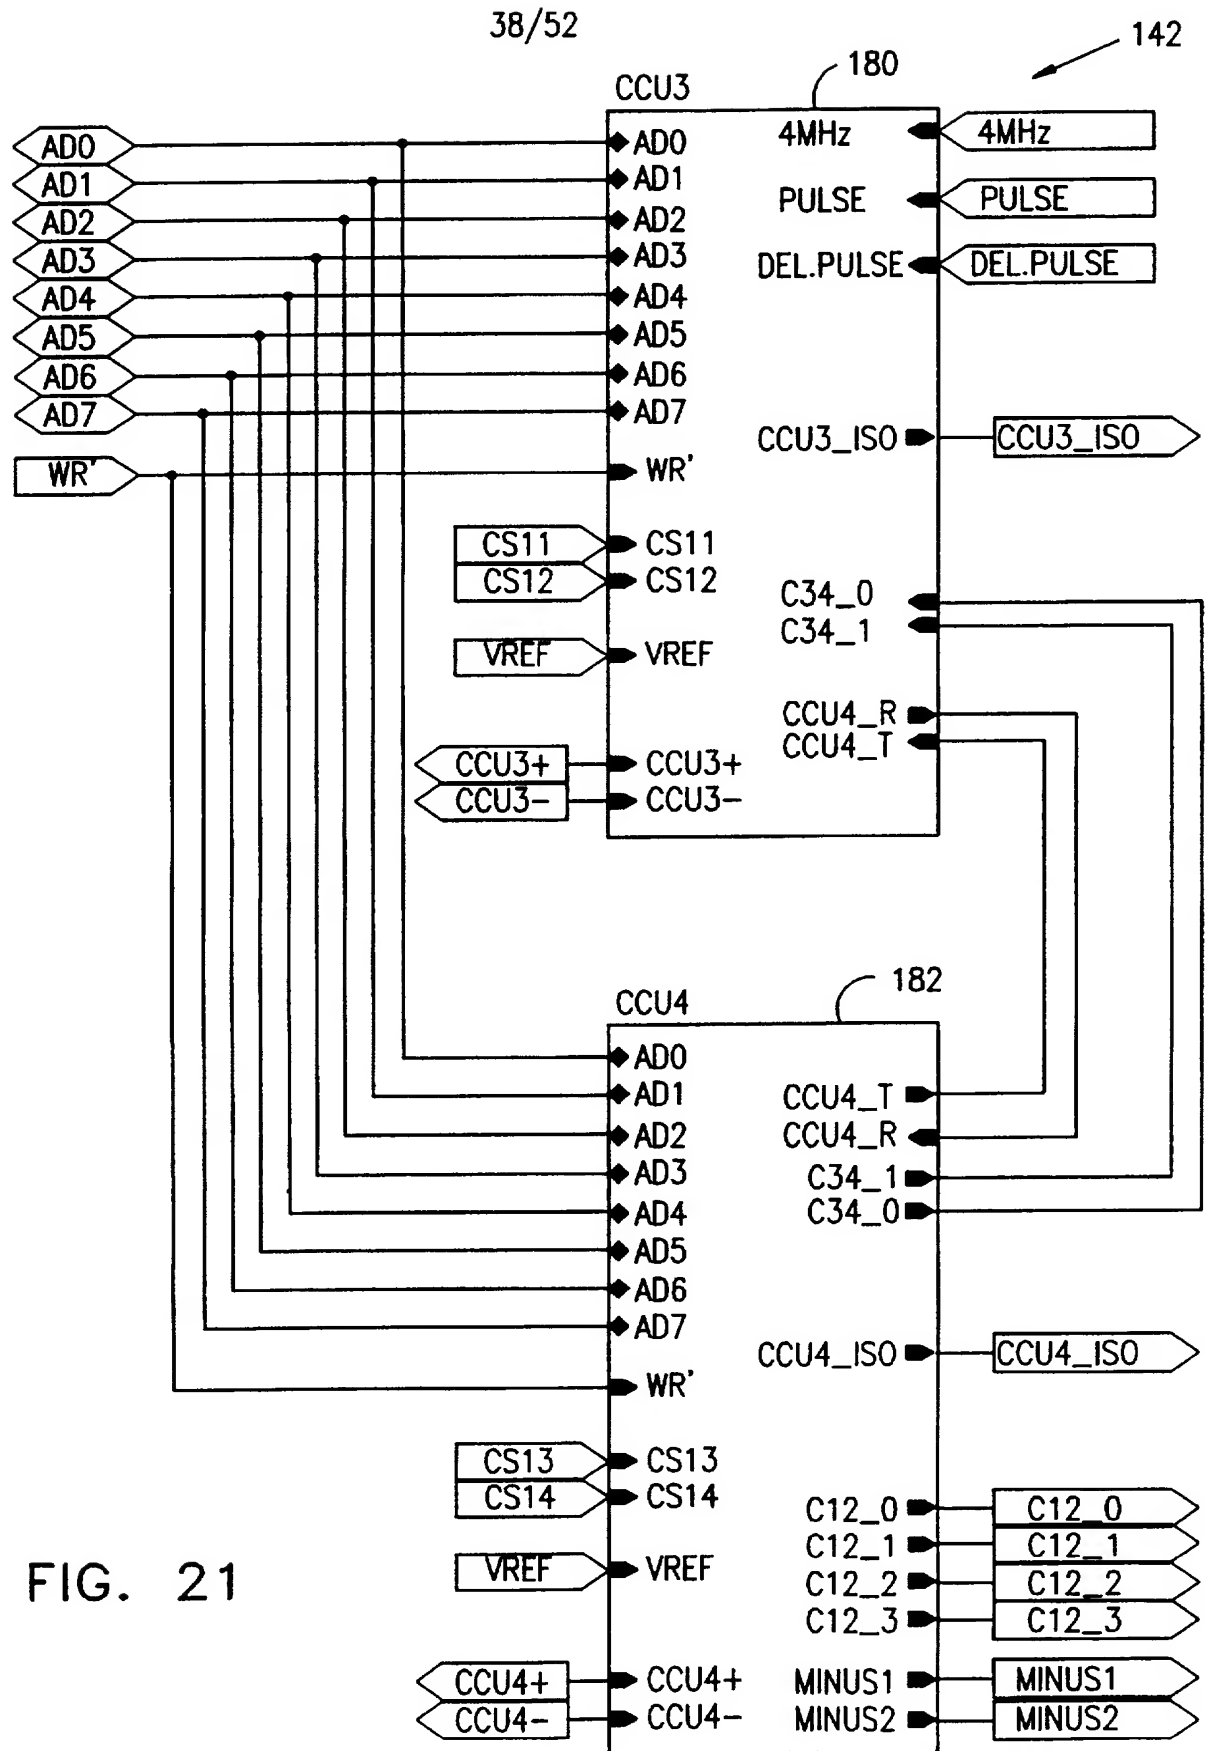 38/52
142
180
CCU3
AD0 AD0 4MHz 4MHz
AD1 AD1
AD2 AD2 PULSE PULSE
AD3 AD3 DEL.PULSE DEL.PULSE
AD4 AD4
AD5 AD5
AD6 AD6
AD7 AD7
CCU3_ISO CCU3_ISO
WR' WR'
CS11 CS11
CS12 CS12
C34_0
C34_1
VREF VREF
CCU4_R
CCU4_T
CCU3+ CCU3+
CCU3- CCU3-
182
CCU4
AD0
AD1 CCU4_T
AD2 CCU4_R
AD3 C34_1
AD4 C34_0
AD5
AD6
AD7
CCU4_ISO CCU4_ISO
WR'
CS13 CS13
CS14 CS14
C12_0 C12_0
C12_1 C12_1
VREF VREF
C12_2 C12_2
C12_3 C12_3
FIG. 21
CCU4+ CCU4+ MINUS1 MINUS1
CCU4- CCU4- MINUS2 MINUS2